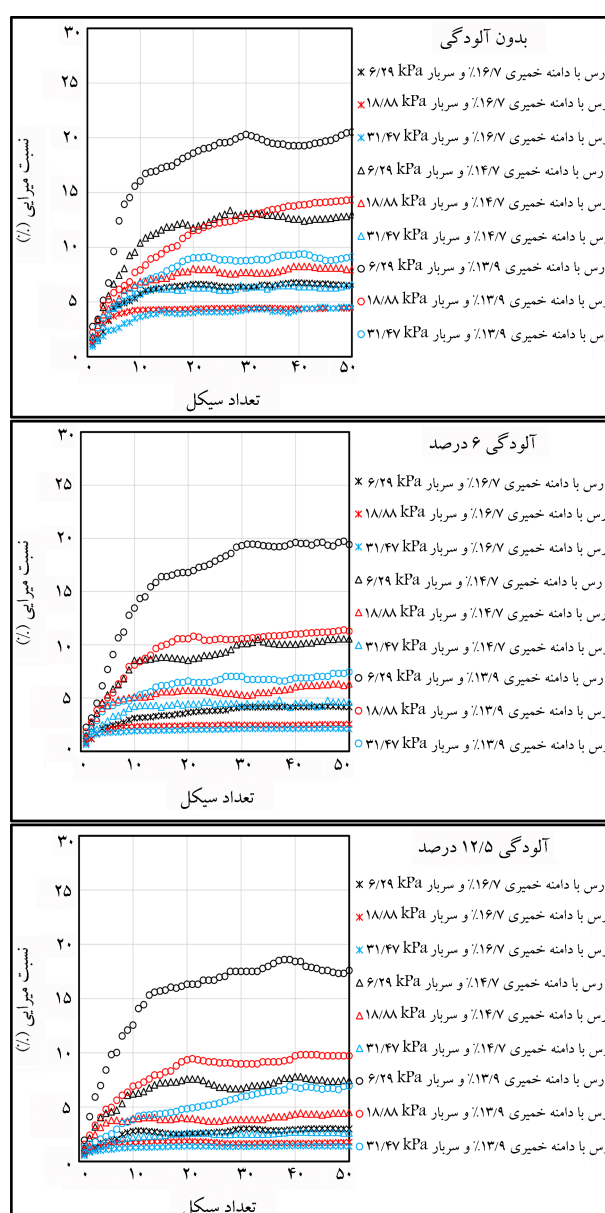 بدون آلودگی
رس با دامنه خمیری ۱۶/۷٪ و سربار ۶/۲۹ kPa
رس با دامنه خمیری ۱۶/۷٪ و سربار ۱۸/۸۸ kPa
رس با دامنه خمیری ۱۶/۷٪ و سربار ۳۱/۴۷ kPa
رس با دامنه خمیری ۱۴/۷٪ و سربار ۶/۲۹ kPa
رس با دامنه خمیری ۱۴/۷٪ و سربار ۱۸/۸۸ kPa
رس با دامنه خمیری ۱۴/۷٪ و سربار ۳۱/۴۷ kPa
رس با دامنه خمیری ۱۳/۹٪ و سربار ۶/۲۹ kPa
رس با دامنه خمیری ۱۳/۹٪ و سربار ۱۸/۸۸ kPa
رس با دامنه خمیری ۱۳/۹٪ و سربار ۳۱/۴۷ kPa
نسبت میرایی (٪)
۳۰
۲۵
۲۰
۱۵
۱۰
۵
۰
۰ ۱۰ ۲۰ ۳۰ ۴۰ ۵۰
تعداد سیکل
آلودگی ۶ درصد
رس با دامنه خمیری ۱۶/۷٪ و سربار ۶/۲۹ kPa
رس با دامنه خمیری ۱۶/۷٪ و سربار ۱۸/۸۸ kPa
رس با دامنه خمیری ۱۶/۷٪ و سربار ۳۱/۴۷ kPa
رس با دامنه خمیری ۱۴/۷٪ و سربار ۶/۲۹ kPa
رس با دامنه خمیری ۱۴/۷٪ و سربار ۱۸/۸۸ kPa
رس با دامنه خمیری ۱۴/۷٪ و سربار ۳۱/۴۷ kPa
رس با دامنه خمیری ۱۳/۹٪ و سربار ۶/۲۹ kPa
رس با دامنه خمیری ۱۳/۹٪ و سربار ۱۸/۸۸ kPa
رس با دامنه خمیری ۱۳/۹٪ و سربار ۳۱/۴۷ kPa
نسبت میرایی (٪)
۳۰
۲۵
۲۰
۱۵
۱۰
۵
۰
۰ ۱۰ ۲۰ ۳۰ ۴۰ ۵۰
تعداد سیکل
آلودگی ۱۲/۵ درصد
رس با دامنه خمیری ۱۶/۷٪ و سربار ۶/۲۹ kPa
رس با دامنه خمیری ۱۶/۷٪ و سربار ۱۸/۸۸ kPa
رس با دامنه خمیری ۱۶/۷٪ و سربار ۳۱/۴۷ kPa
رس با دامنه خمیری ۱۴/۷٪ و سربار ۶/۲۹ kPa
رس با دامنه خمیری ۱۴/۷٪ و سربار ۱۸/۸۸ kPa
رس با دامنه خمیری ۱۴/۷٪ و سربار ۳۱/۴۷ kPa
رس با دامنه خمیری ۱۳/۹٪ و سربار ۶/۲۹ kPa
رس با دامنه خمیری ۱۳/۹٪ و سربار ۱۸/۸۸ kPa
رس با دامنه خمیری ۱۳/۹٪ و سربار ۳۱/۴۷ kPa
نسبت میرایی (٪)
۳۰
۲۵
۲۰
۱۵
۱۰
۵
۰
۰ ۱۰ ۲۰ ۳۰ ۴۰ ۵۰
تعداد سیکل